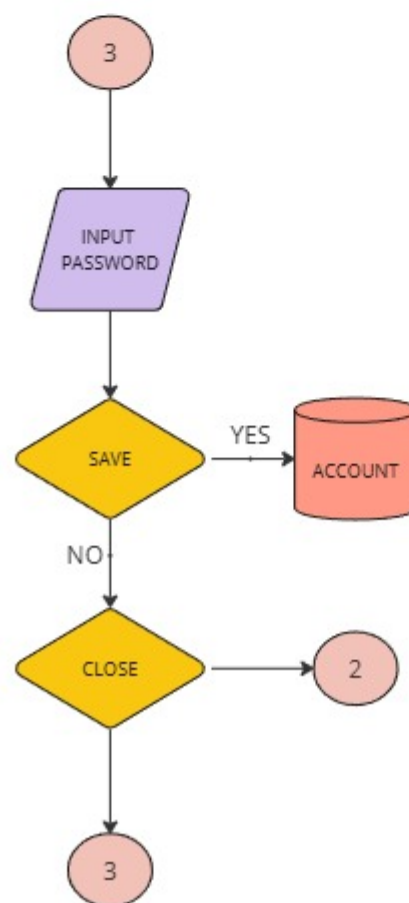 3
INPUT
PASSWORD
SAVE
YES
ACCOUNT
NO
CLOSE
2
3